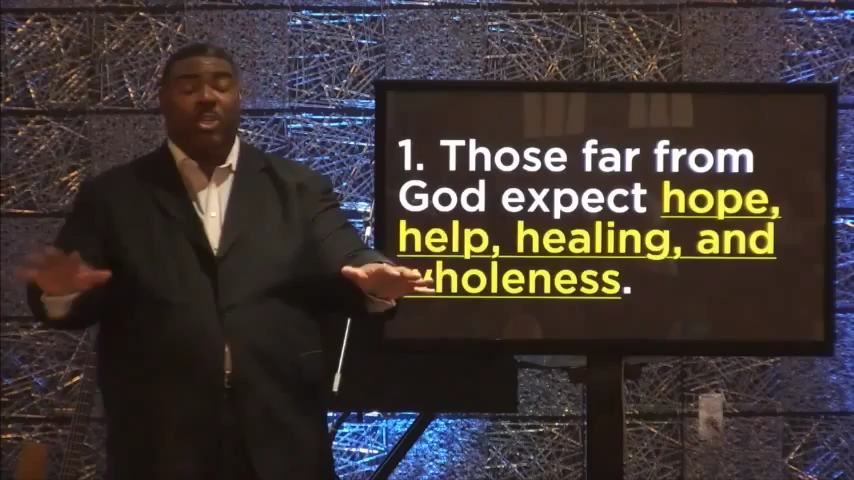 1. Those far from
God expect hope,
help, healing, and
wholeness.